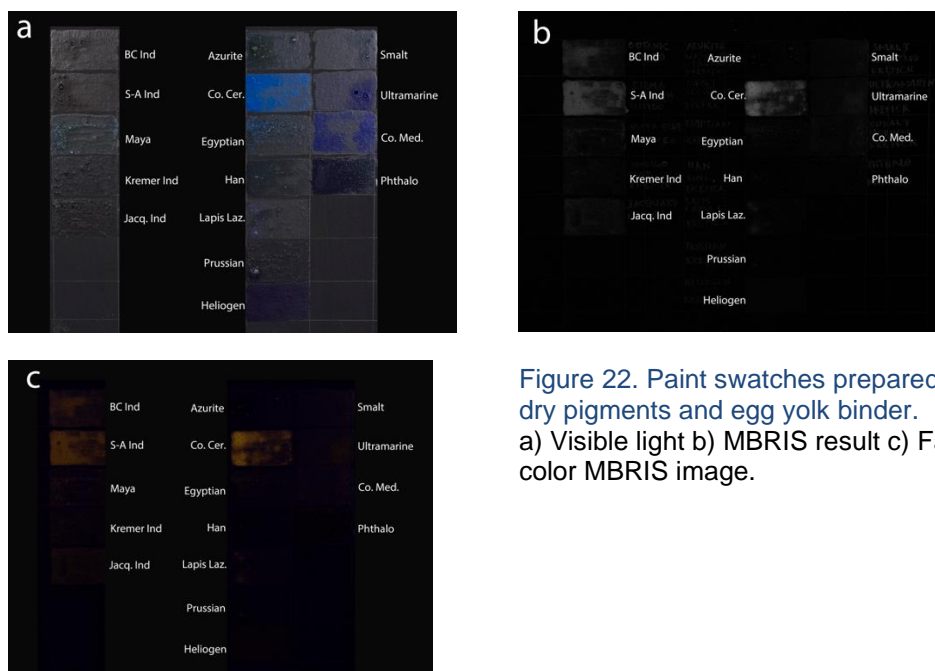 a
BC Ind
S-A Ind
Maya
Kremer Ind
Jacq. Ind
Azurite
Co. Cer.
Egyptian
Han
Lapis Laz.
Prussian
Heliogen
Smalt
Ultramarine
Co. Med.
Phthalo
b
BC Ind
S-A Ind
Maya
Kremer Ind
Jacq. Ind
Azurite
Co. Cer.
Egyptian
Han
Lapis Laz.
Prussian
Heliogen
Smalt
Ultramarine
Co. Med.
Phthalo
c
BC Ind
S-A Ind
Maya
Kremer Ind
Jacq. Ind
Azurite
Co. Cer.
Egyptian
Han
Lapis Laz.
Prussian
Heliogen
Smalt
Ultramarine
Co. Med.
Phthalo
Figure 22. Paint swatches prepared
dry pigments and egg yolk binder.
a) Visible light b) MBRIS result c)
color MBRIS image.